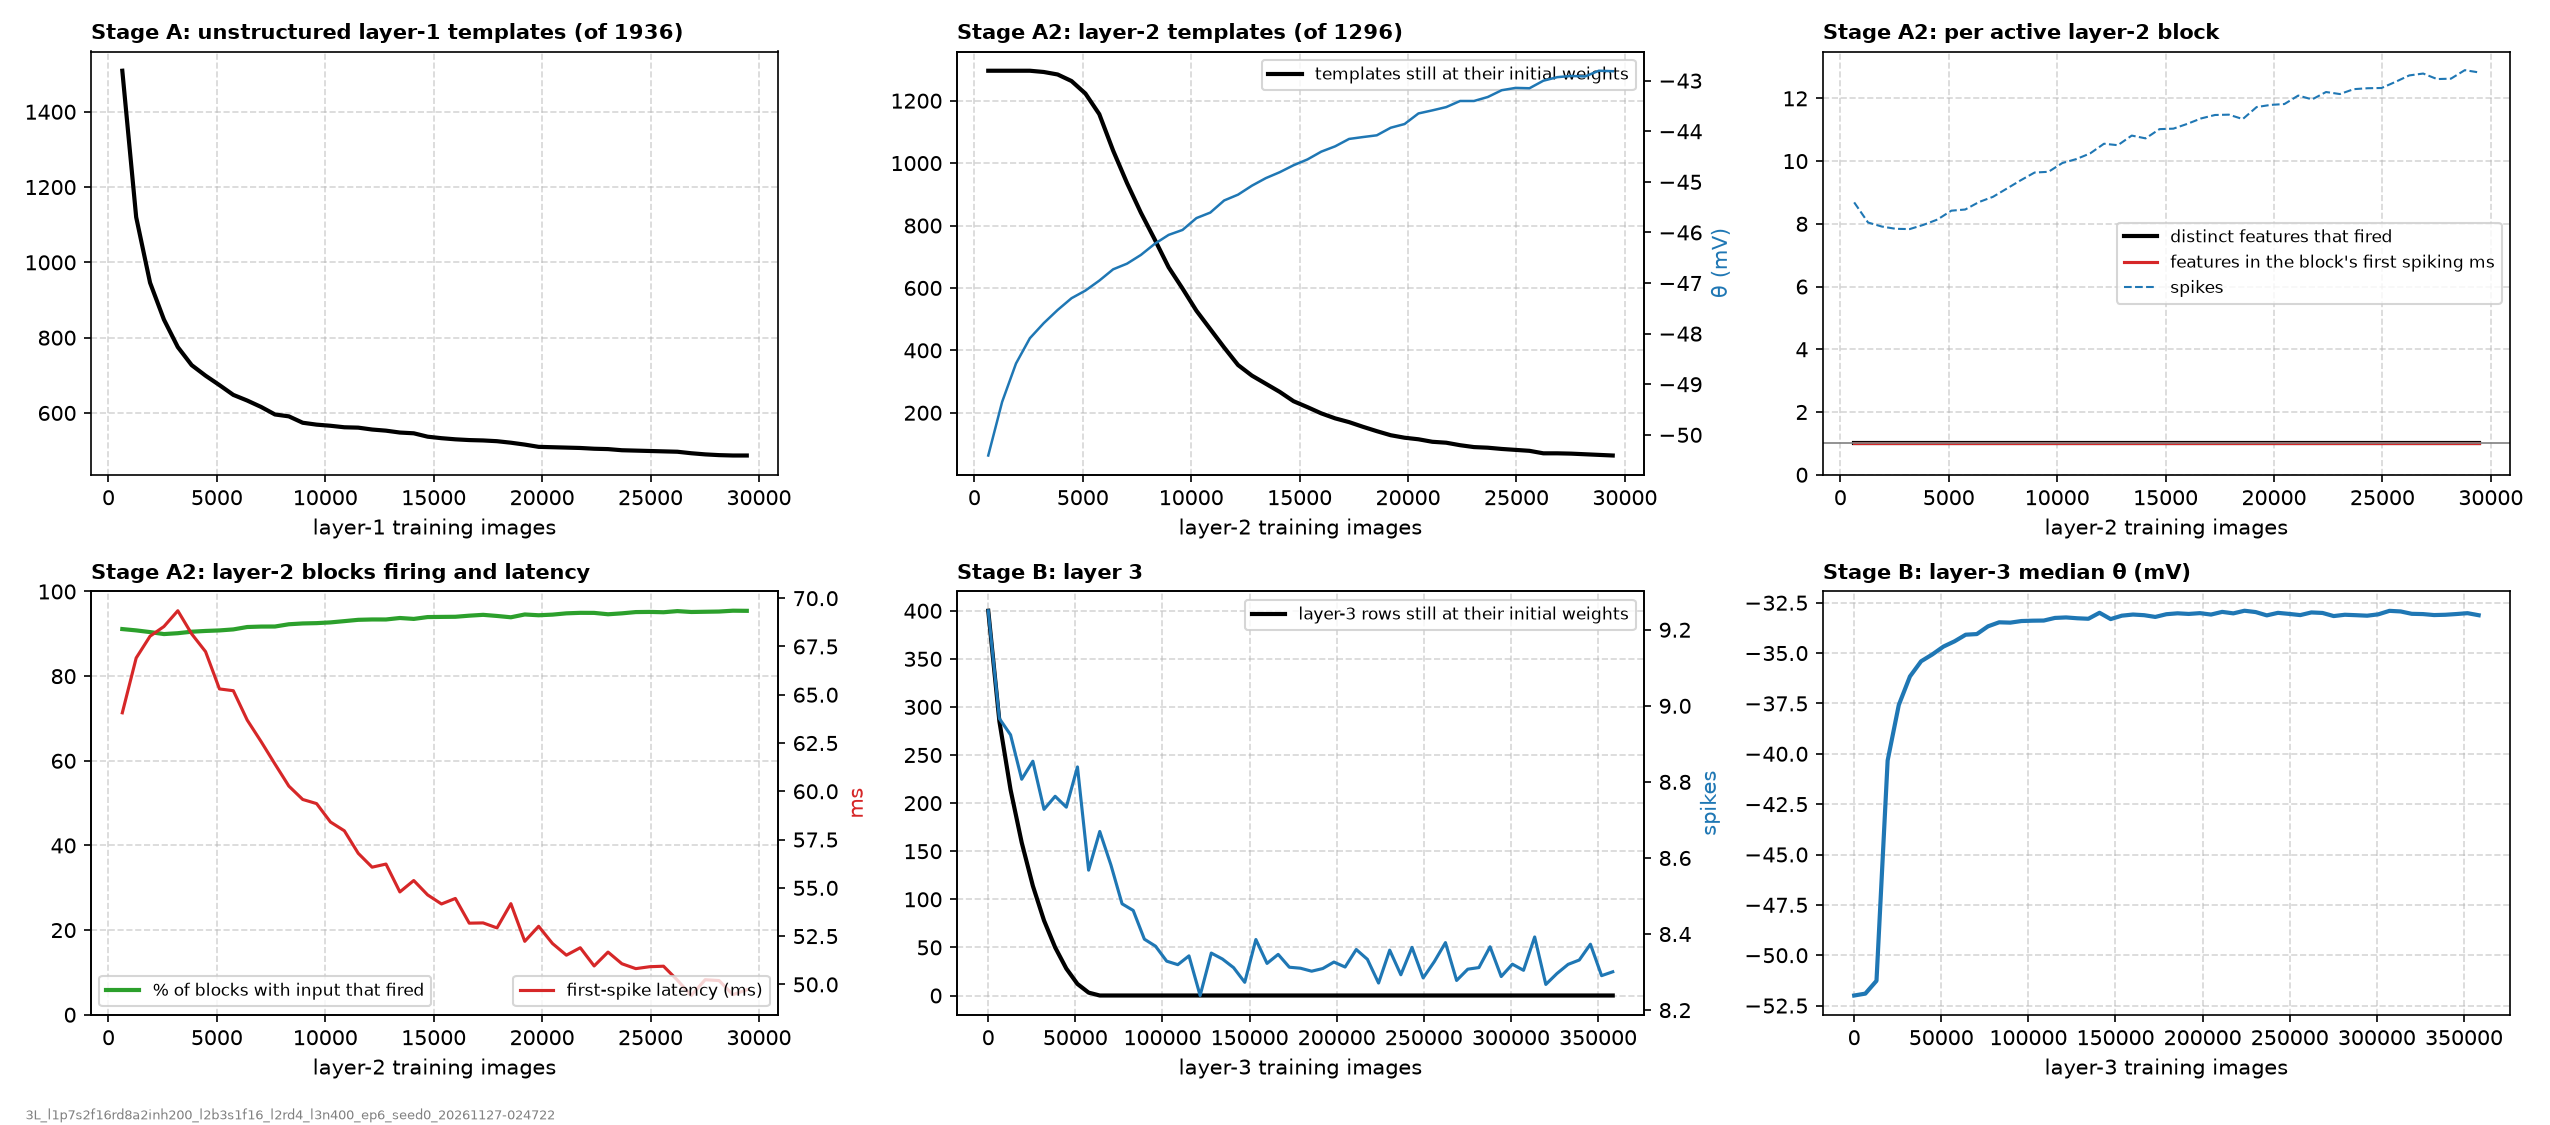 Stage A: unstructured layer-1 templates (of 1936)
1400
1200
1000
800
600
0 5000 10000 15000 20000 25000 30000
layer-1 training images
Stage A2: layer-2 templates (of 1296)
templates still at their initial weights
1200
1000
800
600
400
200
−43
−44
−45
−46
−47
−48
−49
−50
θ (mV)
0 5000 10000 15000 20000 25000 30000
layer-2 training images
Stage A2: per active layer-2 block
12
10
8
6
4
2
0
distinct features that fired
features in the block's first spiking ms
spikes
0 5000 10000 15000 20000 25000 30000
layer-2 training images
Stage A2: layer-2 blocks firing and latency
100
80
60
40
20
0
70.0
67.5
65.0
62.5
60.0
57.5
55.0
52.5
50.0
ms
% of blocks with input that fired
first-spike latency (ms)
0 5000 10000 15000 20000 25000 30000
layer-2 training images
Stage B: layer 3
layer-3 rows still at their initial weights
400
350
300
250
200
150
100
50
0
9.2
9.0
8.8
8.6
8.4
8.2
spikes
0 50000 100000 150000 200000 250000 300000 350000
layer-3 training images
Stage B: layer-3 median θ (mV)
−32.5
−35.0
−37.5
−40.0
−42.5
−45.0
−47.5
−50.0
−52.5
0 50000 100000 150000 200000 250000 300000 350000
layer-3 training images
3L_l1p7s2f16rd8a2inh200_l2b3s1f16_l2rd4_l3n400_ep6_seed0_20261127-024722